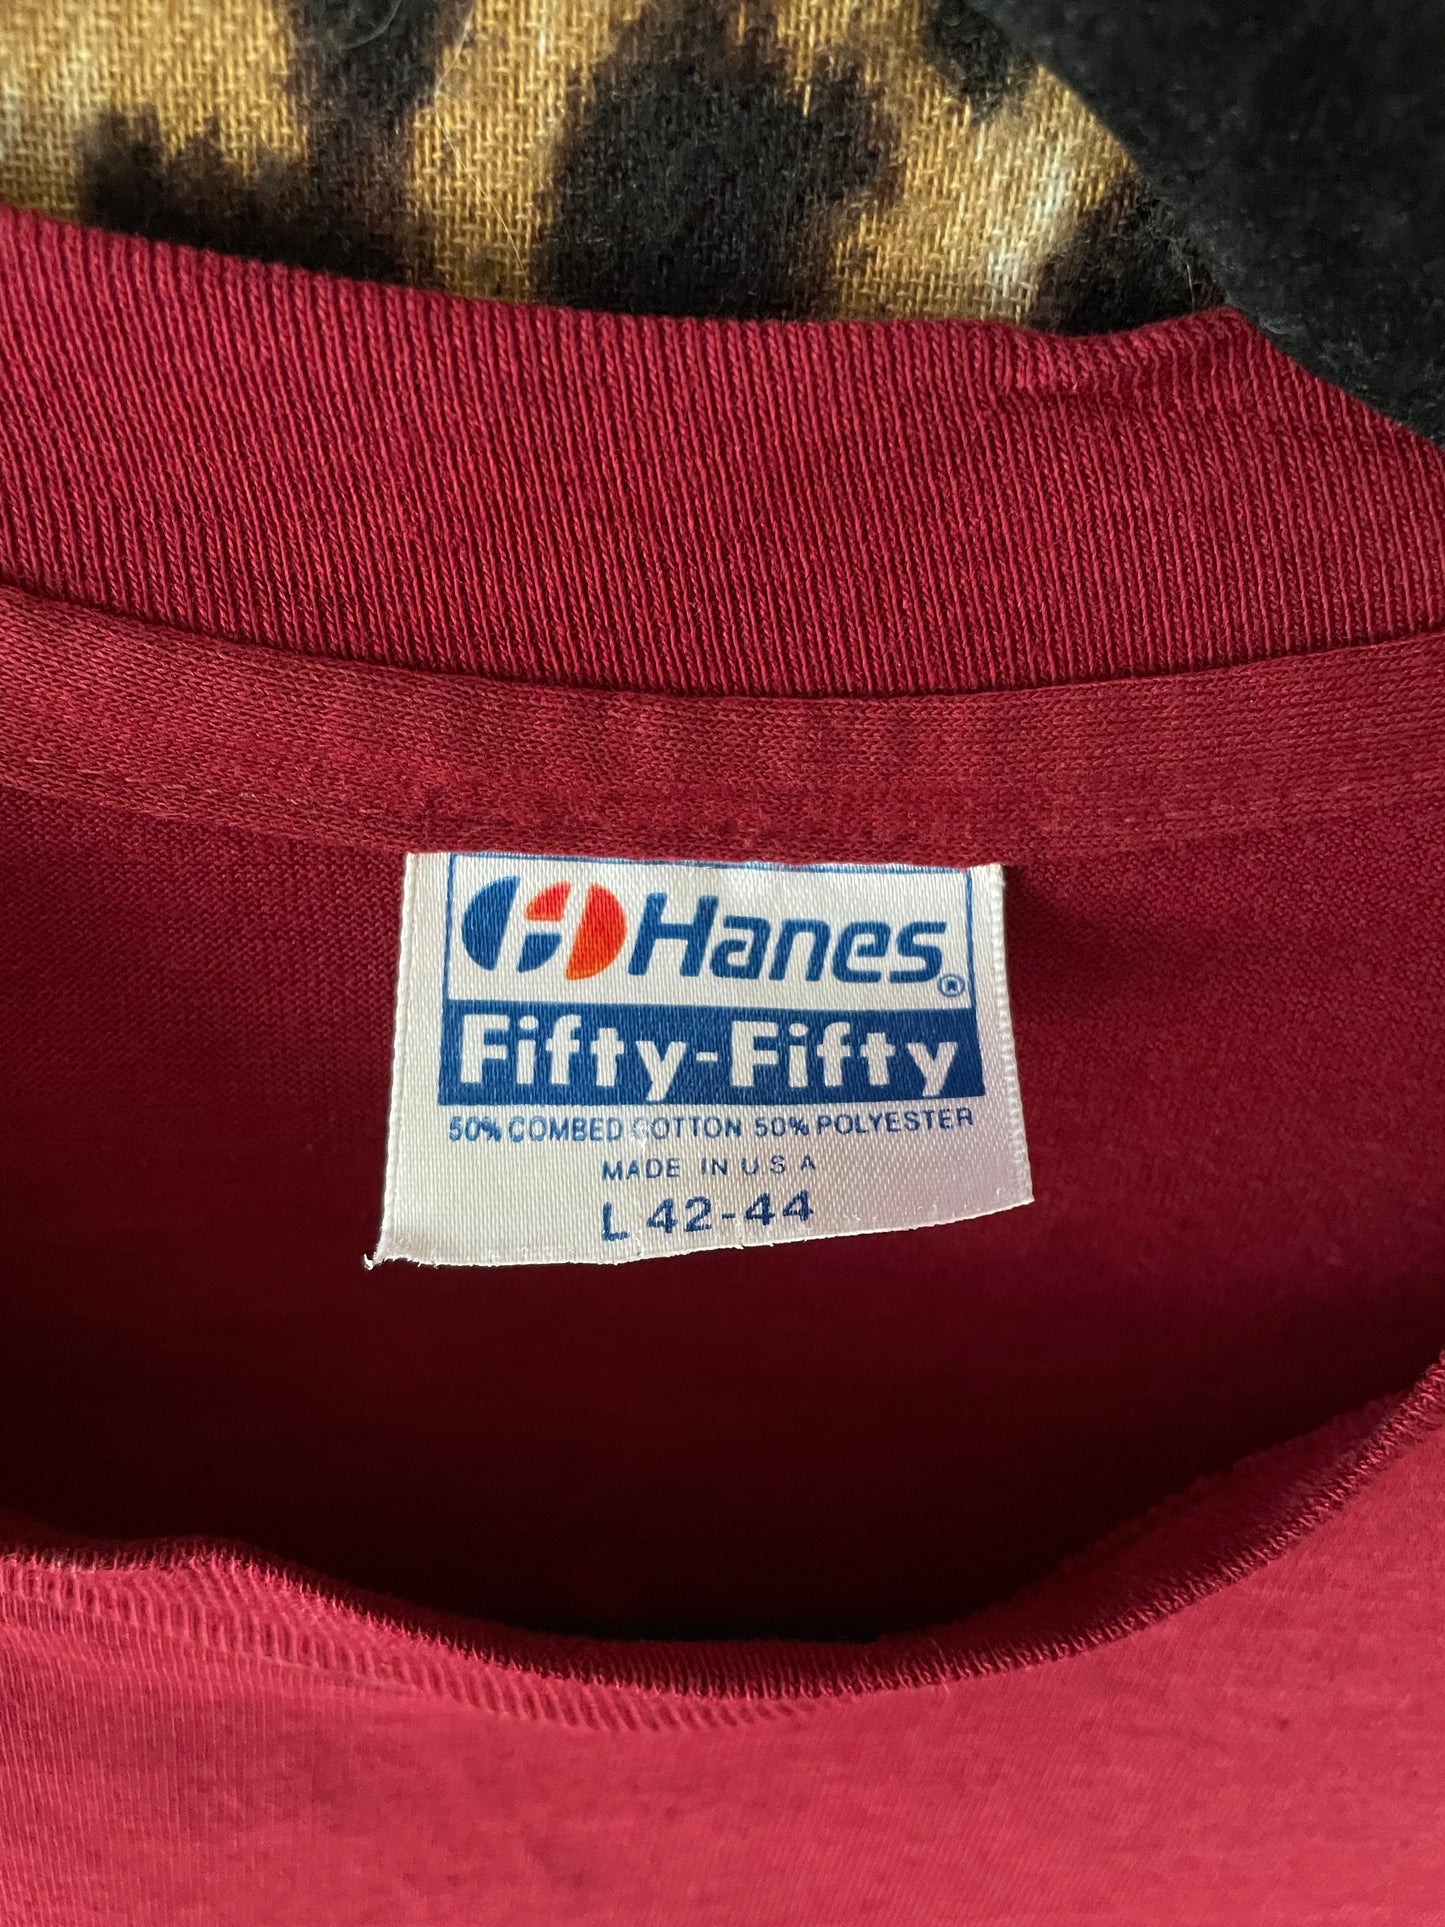 Hanes®
Fifty-Fifty
50% COMBED COTTON 50% POLYESTER
MADE IN U S A
L 42-44